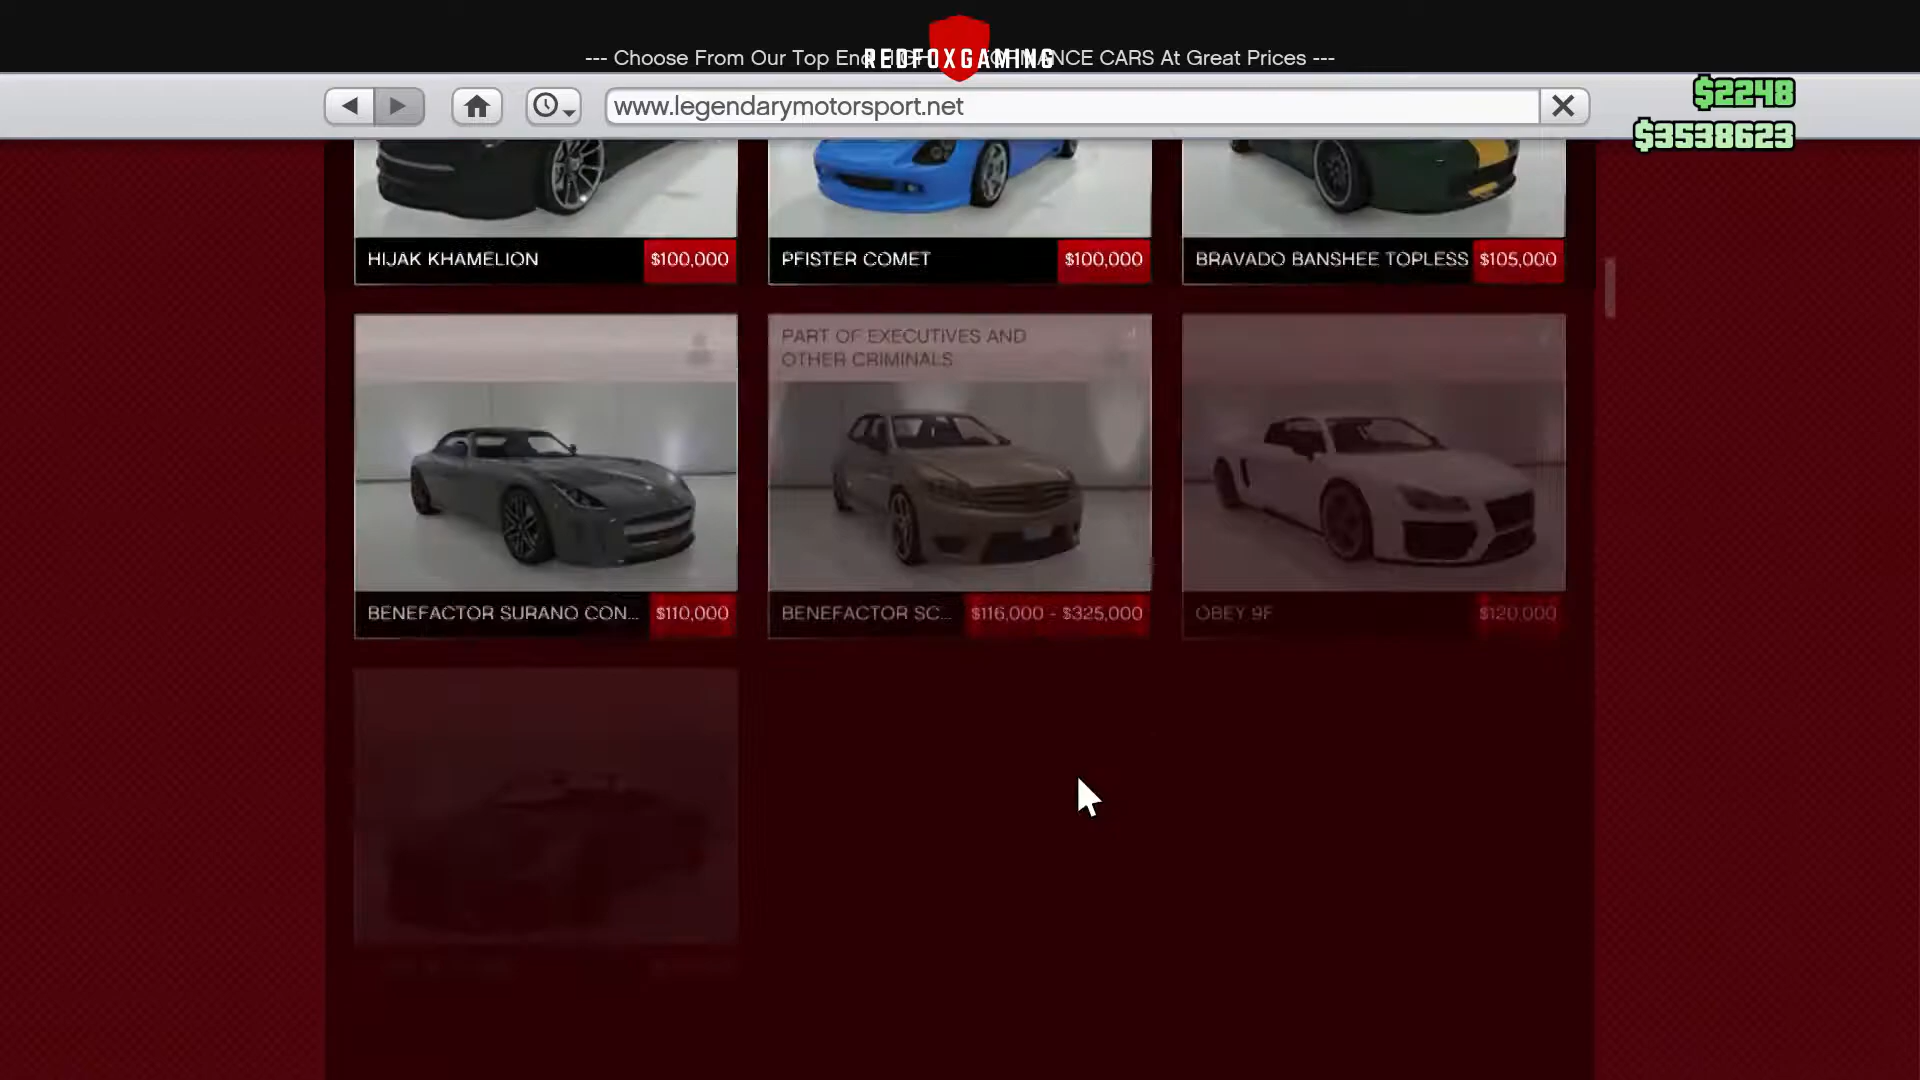 --- Choose From Our Top End HIGH PERFORMANCE CARS At Great Prices ---
REDFOXGAMING
www.legendarymotorsport.net
$2248
$3538623
HIJAK KHAMELION $100,000
PFISTER COMET $100,000
BRAVADO BANSHEE TOPLESS $105,000
PART OF EXECUTIVES AND
OTHER CRIMINALS
BENEFACTOR SURANO CON... $110,000
BENEFACTOR SC... $116,000 - $325,000
OBEY 9F $120,000